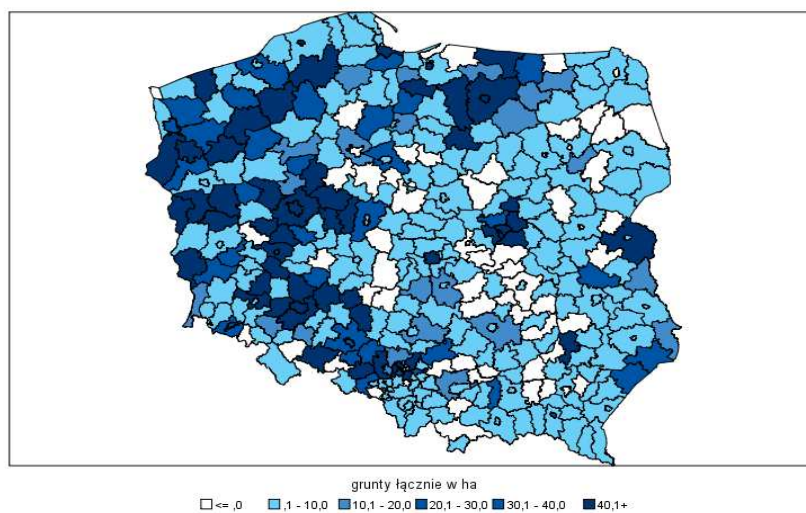 grunty łącznie w ha
<= ,0 ,1 - 10,0 10,1 - 20,0 20,1 - 30,0 30,1 - 40,0 40,1+